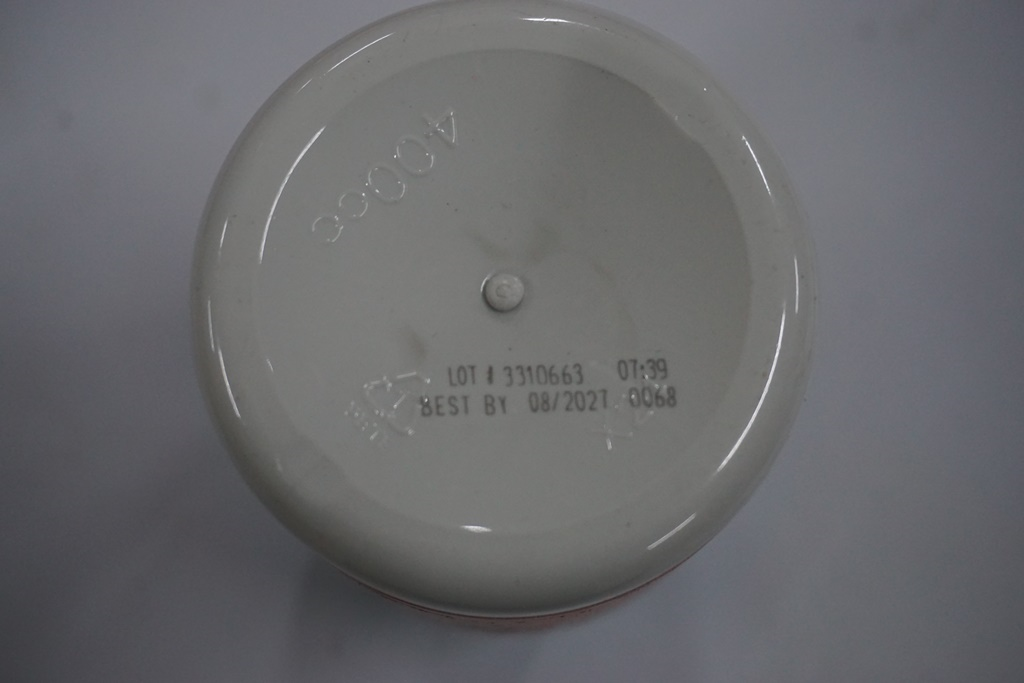 400cc
LOT # 3310663 07:39
BEST BY 08/2027 0068